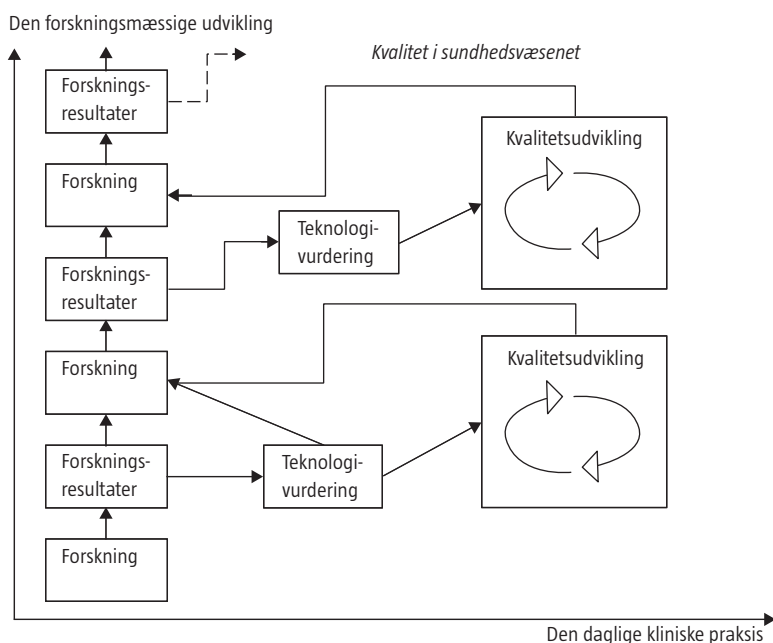 Den forskningsmæssige udvikling
Kvalitet i sundhedsvæsenet
Forsknings-
resultater
Kvalitetsudvikling
Forskning
Teknologi-
vurdering
Forsknings-
resultater
Kvalitetsudvikling
Forskning
Forsknings-
resultater
Teknologi-
vurdering
Forskning
Den daglige kliniske praksis